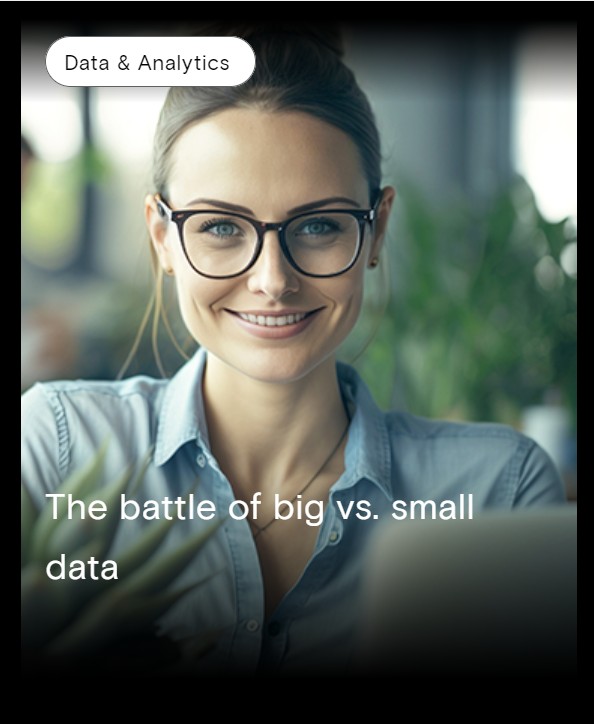 Data & Analytics
The battle of big vs. small
data